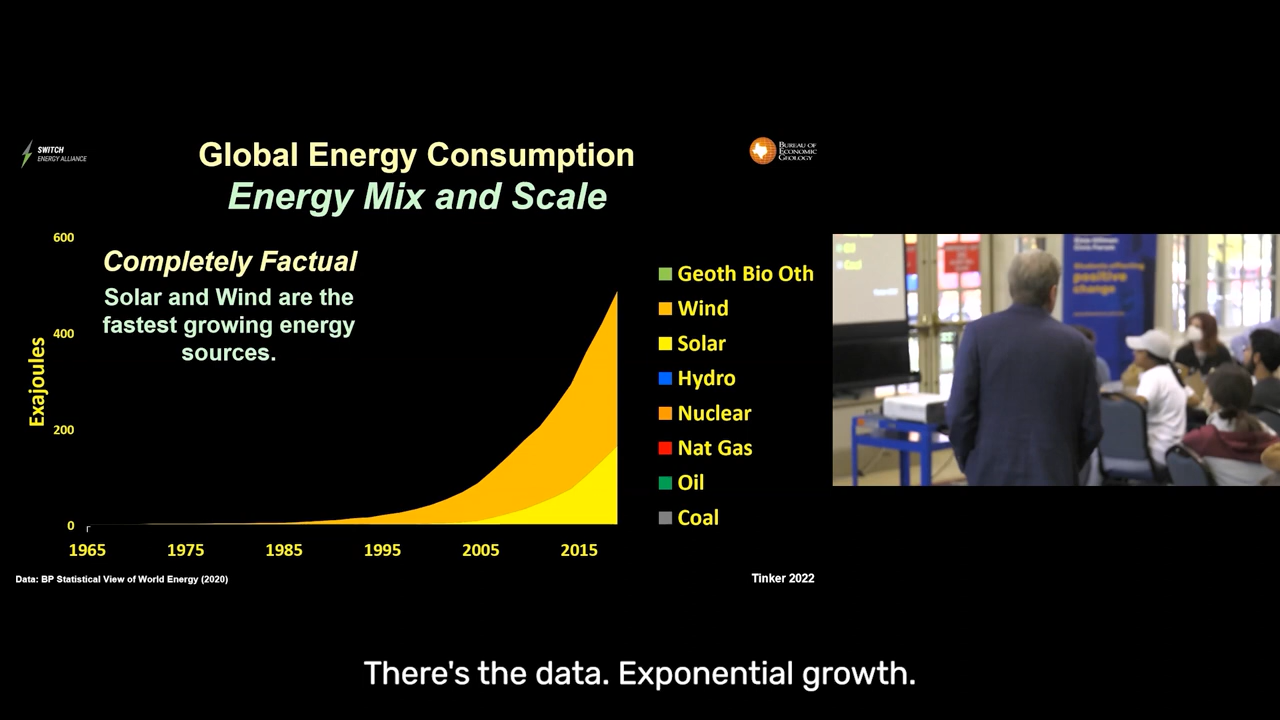 SWITCH
ENERGY ALLIANCE
Global Energy Consumption
Energy Mix and Scale
BUREAU OF
ECONOMIC
GEOLOGY
600
400
200
0
Exajoules
Completely Factual
Solar and Wind are the
fastest growing energy
sources.
Geoth Bio Oth
Wind
Solar
Hydro
Nuclear
Nat Gas
Oil
Coal
1965 1975 1985 1995 2005 2015
Data: BP Statistical View of World Energy (2020)
Tinker 2022
positive
change
There's the data. Exponential growth.